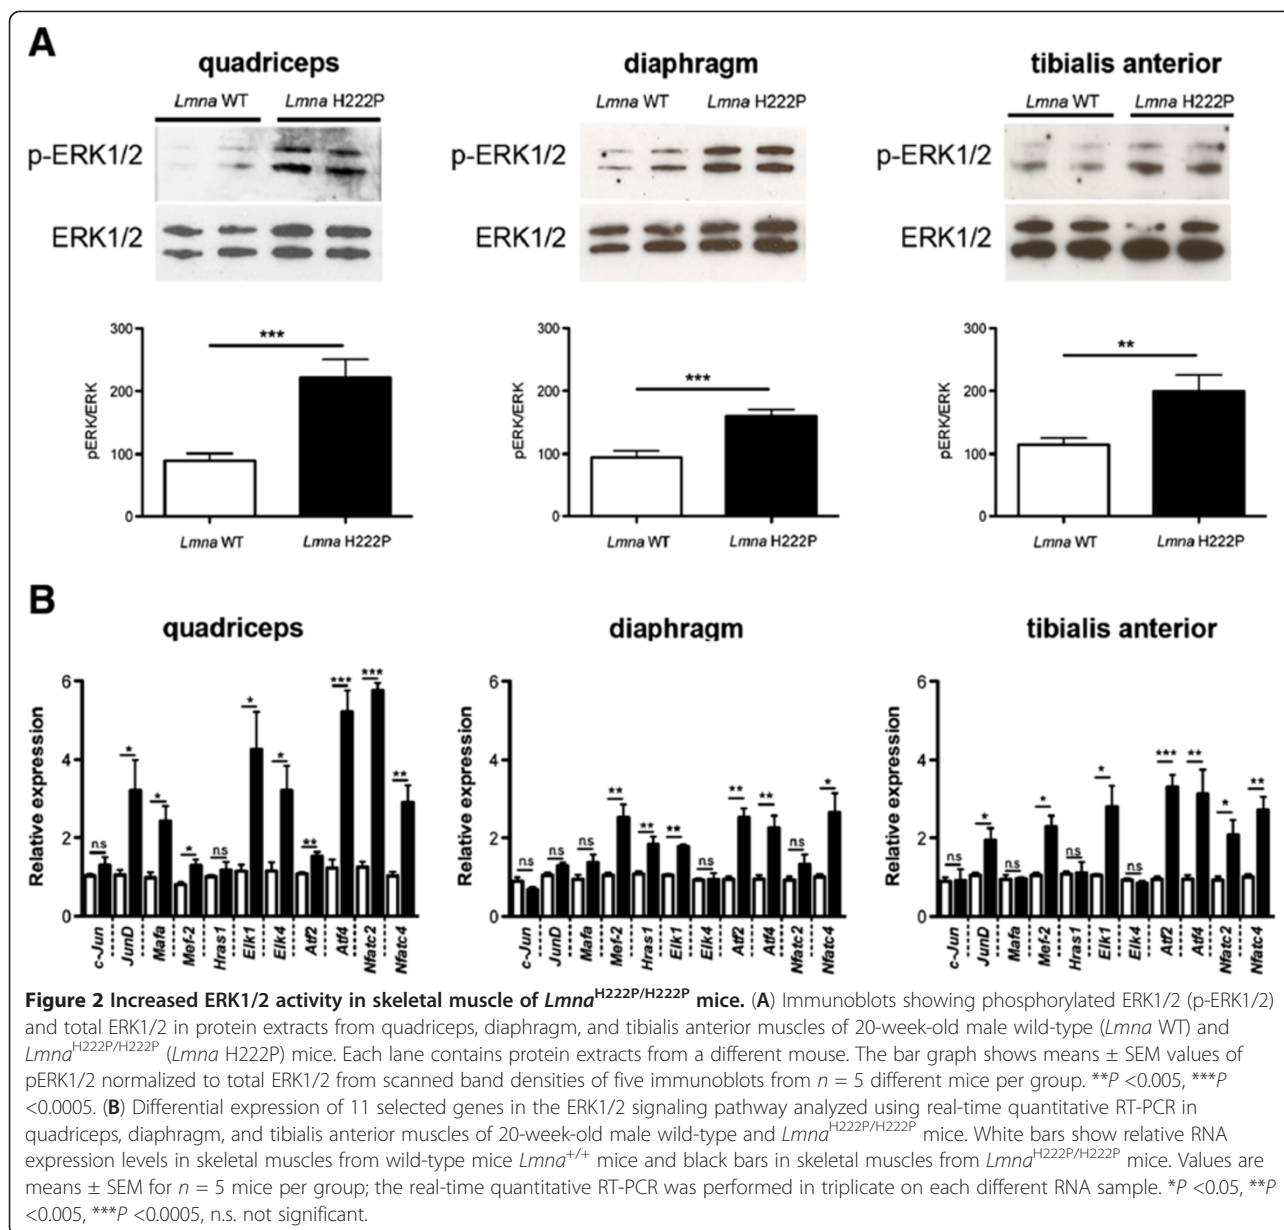 A
quadriceps
diaphragm
tibialis anterior
Lmna WT Lmna H222P
Lmna WT Lmna H222P
Lmna WT Lmna H222P
p-ERK1/2
p-ERK1/2
p-ERK1/2
ERK1/2
ERK1/2
ERK1/2
pERK/ERK
300
200
100
0
***
Lmna WT Lmna H222P
pERK/ERK
300
200
100
0
***
Lmna WT Lmna H222P
pERK/ERK
300
200
100
0
**
Lmna WT Lmna H222P
B
quadriceps
Relative expression
6
4
2
0
n.s * * * n.s * * ** *** *** **
c-Jun JunD Mafa Mef-2 Hras1 Elk1 Elk4 Atf2 Atf4 Nfatc2 Nfatc4
diaphragm
Relative expression
6
4
2
0
n.s n.s n.s ** ** ** n.s ** ** n.s *
c-Jun JunD Mafa Mef-2 Hras1 Elk1 Elk4 Atf2 Atf4 Nfatc2 Nfatc4
tibialis anterior
Relative expression
6
4
2
0
n.s * n.s * n.s * n.s *** ** * **
c-Jun JunD Mafa Mef-2 Hras1 Elk1 Elk4 Atf2 Atf4 Nfatc2 Nfatc4
Figure 2 Increased ERK1/2 activity in skeletal muscle of Lmna^H222P/H222P mice. (A) Immunoblots showing phosphorylated ERK1/2 (p-ERK1/2)
and total ERK1/2 in protein extracts from quadriceps, diaphragm, and tibialis anterior muscles of 20-week-old male wild-type (Lmna WT) and
Lmna^H222P/H222P (Lmna H222P) mice. Each lane contains protein extracts from a different mouse. The bar graph shows means ± SEM values of
pERK1/2 normalized to total ERK1/2 from scanned band densities of five immunoblots from n = 5 different mice per group. **P <0.005, ***P
<0.0005. (B) Differential expression of 11 selected genes in the ERK1/2 signaling pathway analyzed using real-time quantitative RT-PCR in
quadriceps, diaphragm, and tibialis anterior muscles of 20-week-old male wild-type and Lmna^H222P/H222P mice. White bars show relative RNA
expression levels in skeletal muscles from wild-type mice Lmna^+/+ mice and black bars in skeletal muscles from Lmna^H222P/H222P mice. Values are
means ± SEM for n = 5 mice per group; the real-time quantitative RT-PCR was performed in triplicate on each different RNA sample. *P <0.05, **P
<0.005, ***P <0.0005, n.s. not significant.